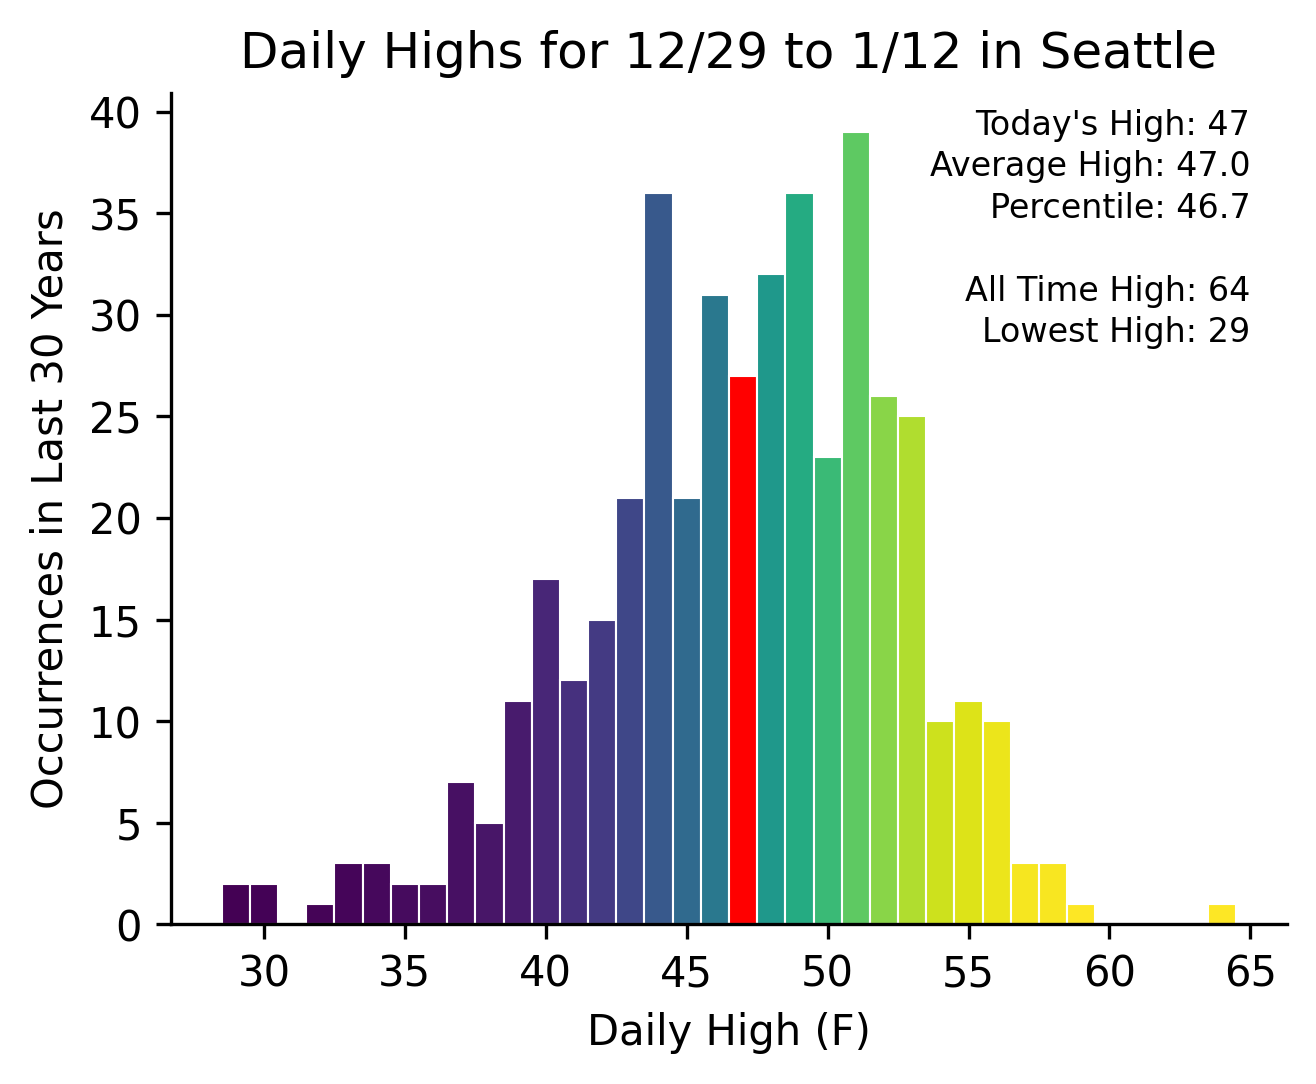 Daily Highs for 12/29 to 1/12 in Seattle
Today's High: 47
Average High: 47.0
Percentile: 46.7
All Time High: 64
Lowest High: 29
Occurrences in Last 30 Years
40
35
30
25
20
15
10
5
0
30 35 40 45 50 55 60 65
Daily High (F)